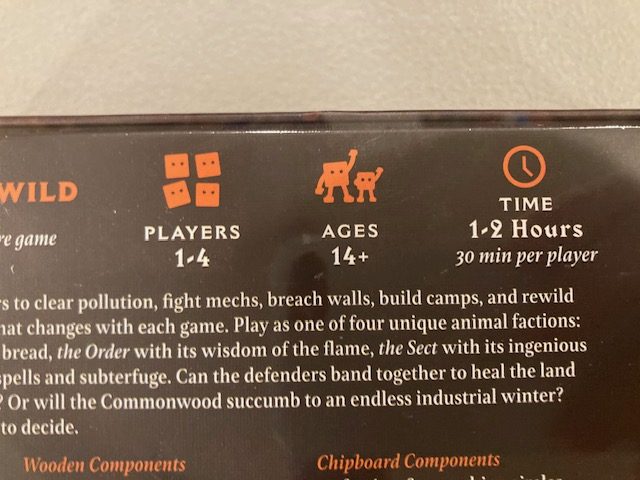 WILD
re game
PLAYERS
1-4
AGES
14+
TIME
1-2 Hours
30 min per player
rs to clear pollution, fight mechs, breach walls, build camps, and rewild
hat changes with each game. Play as one of four unique animal factions:
bread, the Order with its wisdom of the flame, the Sect with its ingenious
spells and subterfuge. Can the defenders band together to heal the land
? Or will the Commonwood succumb to an endless industrial winter?
to decide.
Wooden Components
Chipboard Components